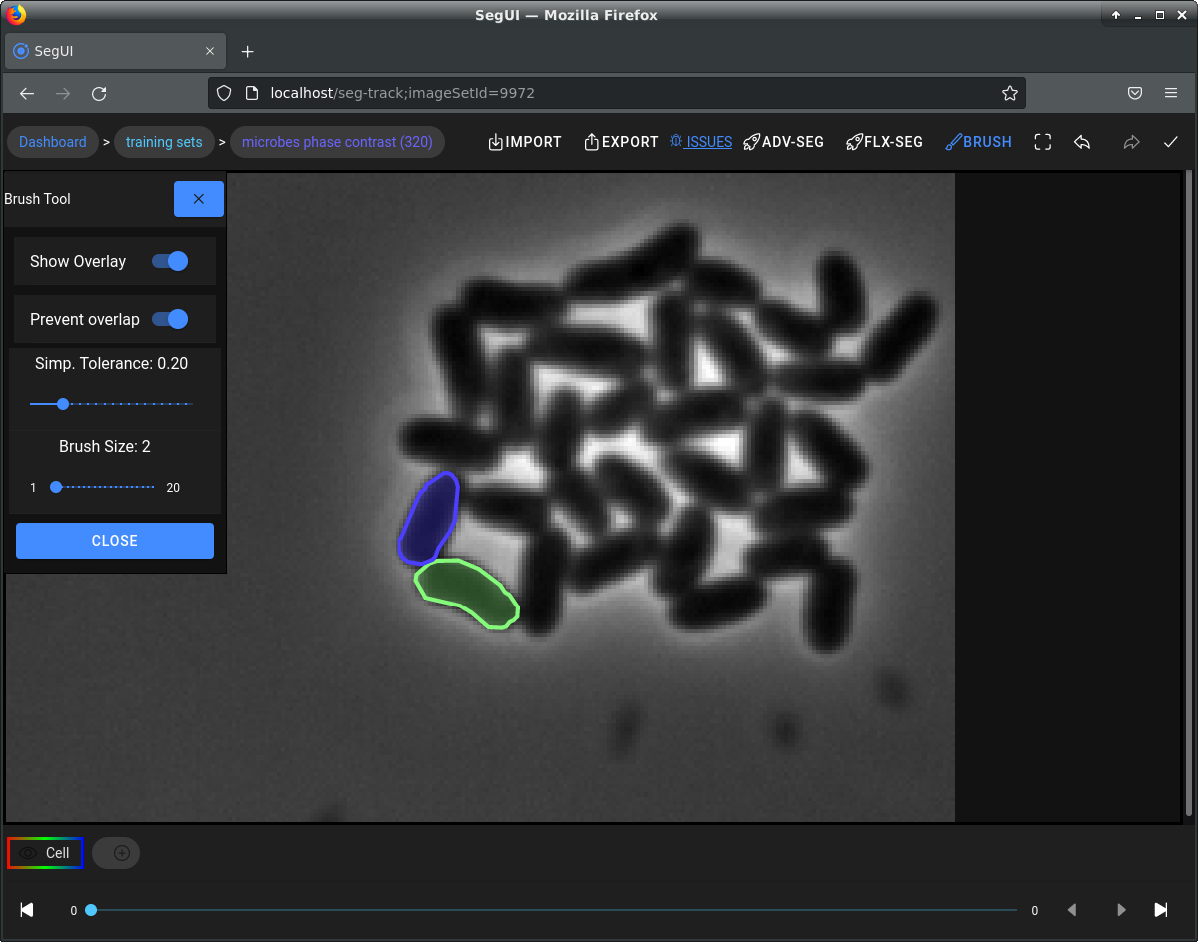 SegUI — Mozilla Firefox
SegUI
localhost/seg-track;imageSetId=9972
Dashboard > training sets > microbes phase contrast (320) IMPORT EXPORT ISSUES ADV-SEG FLX-SEG BRUSH
Brush Tool
Show Overlay
Prevent overlap
Simp. Tolerance: 0.20
Brush Size: 2
1 20
CLOSE
Cell
0 0